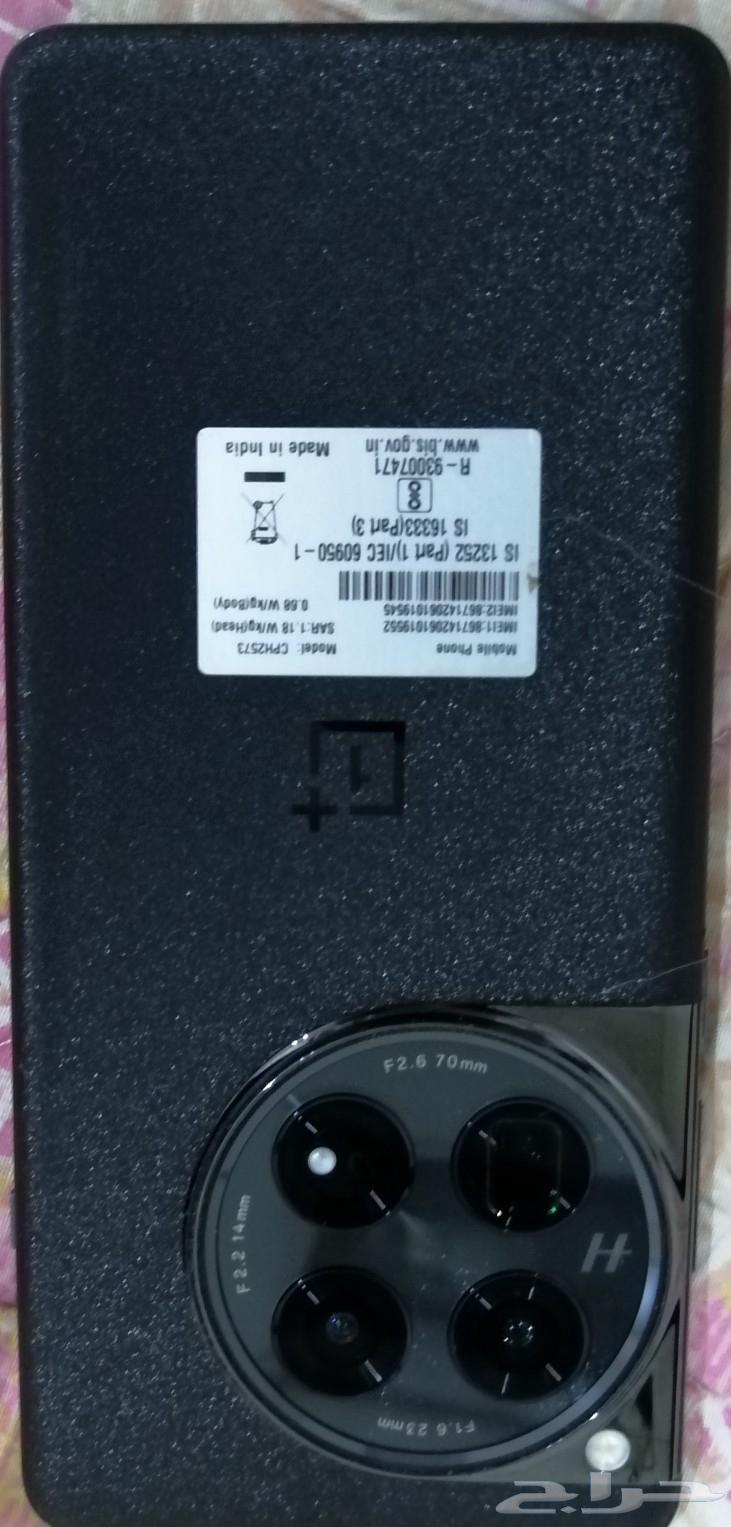 Mobile Phone
Model: CPH2573
IMEI1:867142061019552
SAR:1.18 W/kg(Head)
IMEI2:867142061019545
0.68 W/kg(Body)
IS 13252 (Part 1)/IEC 60950-1
IS 16333(Part 3)
R-93007471
www.bis.gov.in
Made in India
1+
F2.6 70mm
F2.2 14mm
H
F1.6 23mm
حراج